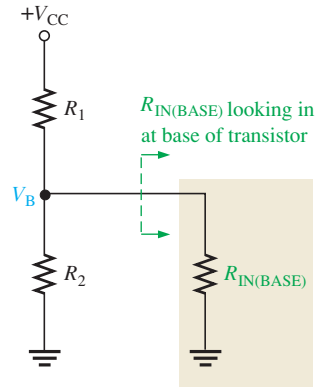 +VCC
R1
RIN(BASE) looking in
at base of transistor
VB
R2
RIN(BASE)